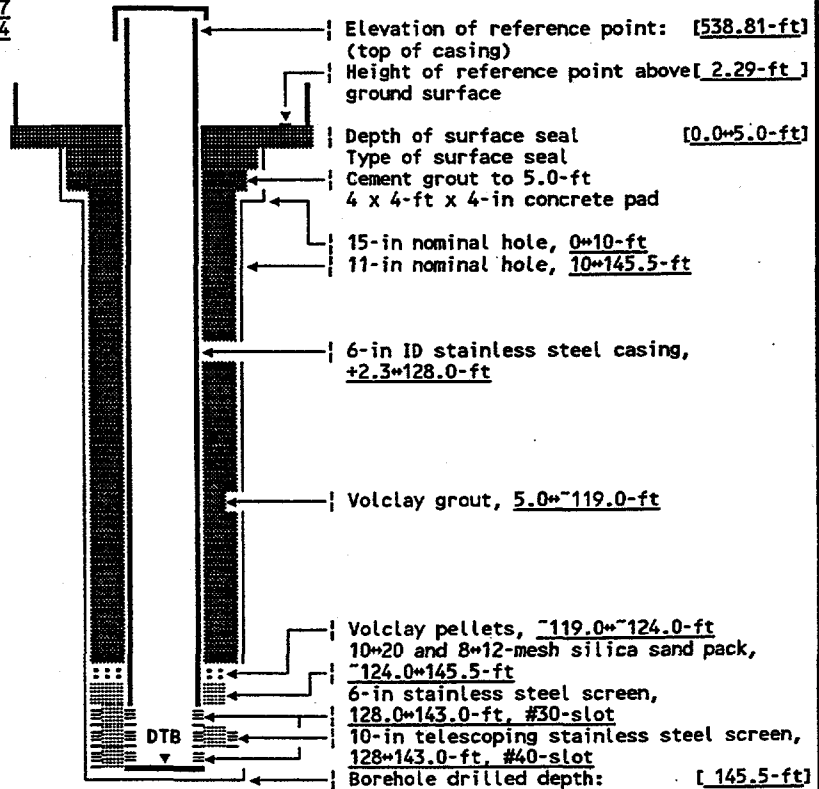 7
4
Elevation of reference point: [538.81-ft]
(top of casing)
Height of reference point above[ 2.29-ft ]
ground surface
Depth of surface seal [0.0↔5.0-ft]
Type of surface seal
Cement grout to 5.0-ft
4 x 4-ft x 4-in concrete pad
15-in nominal hole, 0↔10-ft
11-in nominal hole, 10↔145.5-ft
6-in ID stainless steel casing,
+2.3↔128.0-ft
Volclay grout, 5.0↔~119.0-ft
Volclay pellets, ~119.0↔~124.0-ft
10↔20 and 8↔12-mesh silica sand pack,
~124.0↔145.5-ft
6-in stainless steel screen,
128.0↔143.0-ft, #30-slot
DTB
10-in telescoping stainless steel screen,
128↔143.0-ft, #40-slot
Borehole drilled depth: [ 145.5-ft]